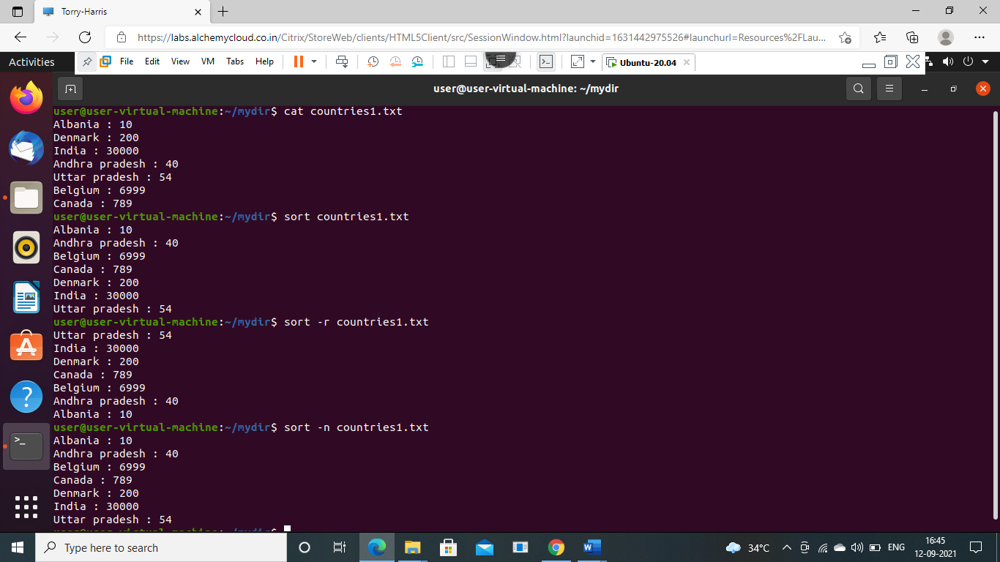 Torry-Harris
https://labs.alchemycloud.co.in/Citrix/StoreWeb/clients/HTML5Client/src/SessionWindow.html?launchid=1631442975526#launchurl=Resources%2FLau...
Activities
File Edit View VM Tabs Help
Ubuntu-20.04
user@user-virtual-machine: ~/mydir
user@user-virtual-machine:~/mydir$ cat countries1.txt
Albania : 10
Denmark : 200
India : 30000
Andhra pradesh : 40
Uttar pradesh : 54
Belgium : 6999
Canada : 789
user@user-virtual-machine:~/mydir$ sort countries1.txt
Albania : 10
Andhra pradesh : 40
Belgium : 6999
Canada : 789
Denmark : 200
India : 30000
Uttar pradesh : 54
user@user-virtual-machine:~/mydir$ sort -r countries1.txt
Uttar pradesh : 54
India : 30000
Denmark : 200
Canada : 789
Belgium : 6999
Andhra pradesh : 40
Albania : 10
user@user-virtual-machine:~/mydir$ sort -n countries1.txt
Albania : 10
Andhra pradesh : 40
Belgium : 6999
Canada : 789
Denmark : 200
India : 30000
Uttar pradesh : 54
user@user-virtual-machine:~/mydir$
Type here to search
34°C
ENG
16:45
12-09-2021